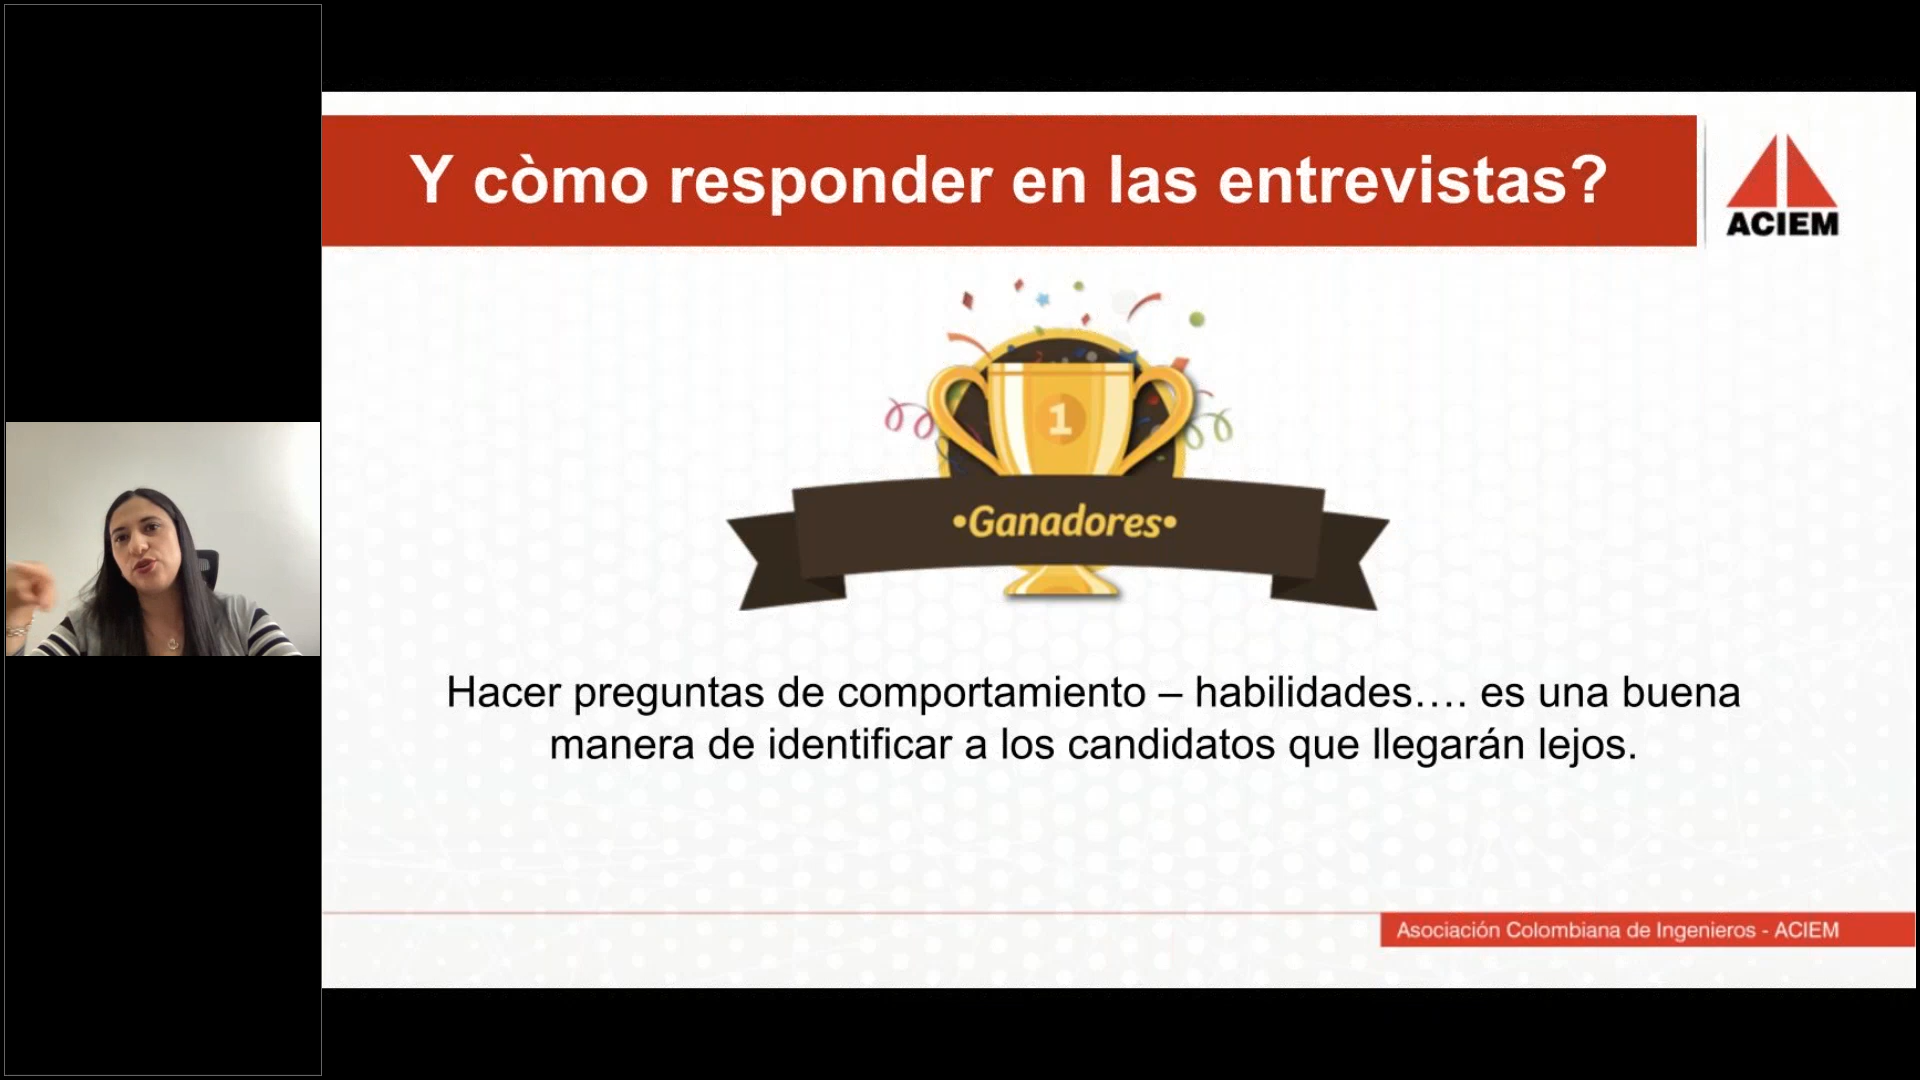 Y còmo responder en las entrevistas?
ACIEM
1
•Ganadores•
Hacer preguntas de comportamiento – habilidades…. es una buena
manera de identificar a los candidatos que llegarán lejos.
Asociación Colombiana de Ingenieros - ACIEM